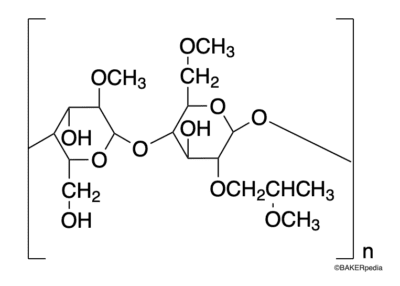 OCH₃
OCH₃
CH₂
O
O
OH
OH
O
O
CH₂
OCH₂CHCH₃
OH
OCH₃
n
©BAKERpedia